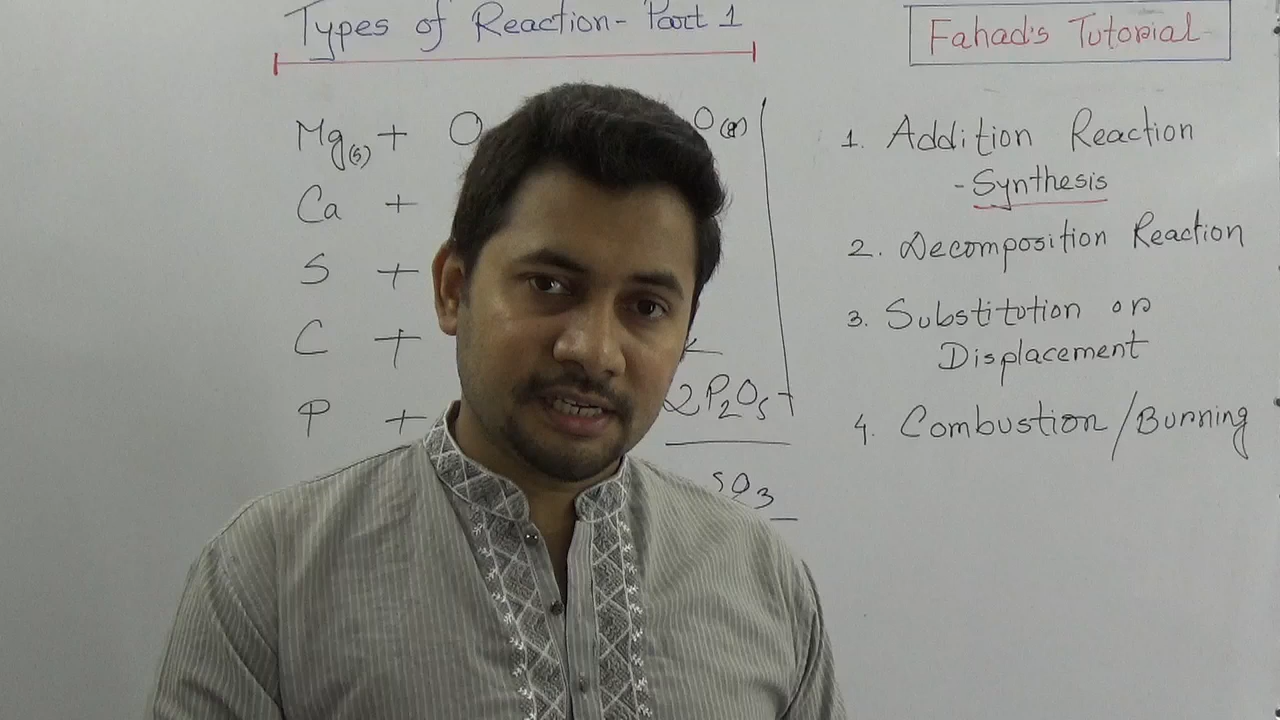 Types of Reaction- Part 1
Fahad's Tutorial
Mg(s) + O
Ca +
S +
C +
P +
2P2O5
SO3
1. Addition Reaction
- Synthesis
2. Decomposition Reaction
3. Substitution or
Displacement
4. Combustion / Burning